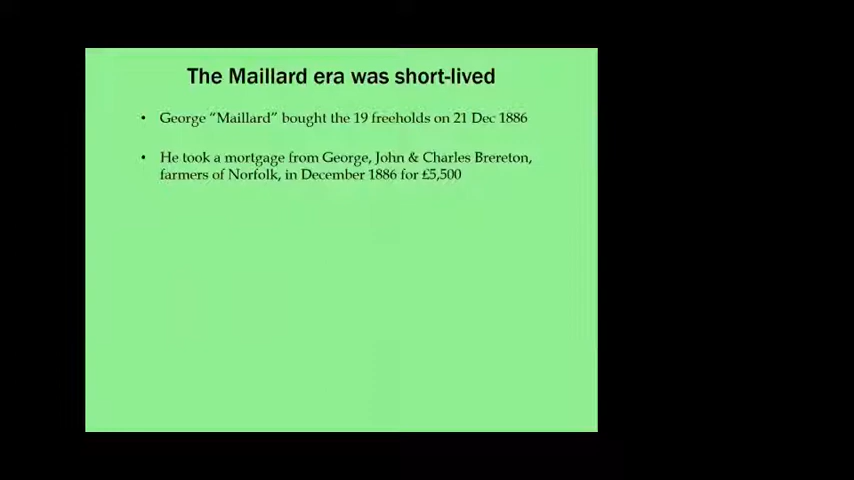 The Maillard era was short-lived
• George “Maillard” bought the 19 freeholds on 21 Dec 1886
• He took a mortgage from George, John & Charles Brereton,
farmers of Norfolk, in December 1886 for £5,500